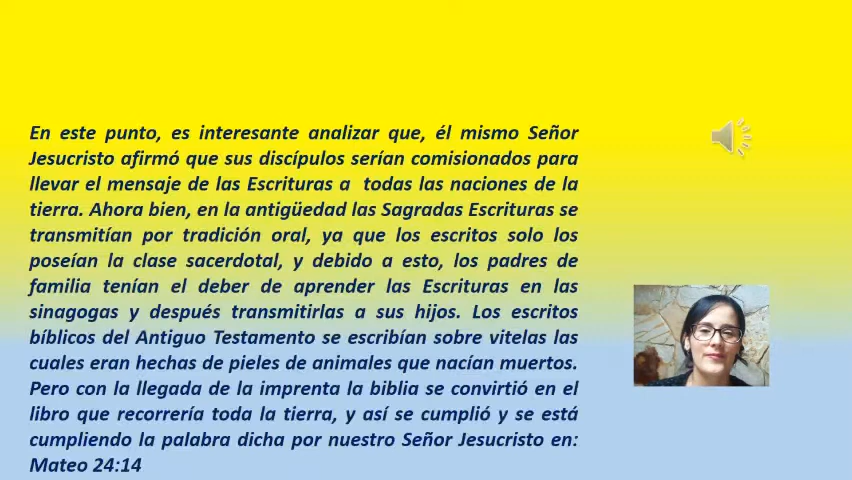 En este punto, es interesante analizar que, él mismo Señor
Jesucristo afirmó que sus discípulos serían comisionados para
llevar el mensaje de las Escrituras a todas las naciones de la
tierra. Ahora bien, en la antigüedad las Sagradas Escrituras se
transmitían por tradición oral, ya que los escritos solo los
poseían la clase sacerdotal, y debido a esto, los padres de
familia tenían el deber de aprender las Escrituras en las
sinagogas y después transmitirlas a sus hijos. Los escritos
bíblicos del Antiguo Testamento se escribían sobre vitelas las
cuales eran hechas de pieles de animales que nacían muertos.
Pero con la llegada de la imprenta la biblia se convirtió en el
libro que recorrería toda la tierra, y así se cumplió y se está
cumpliendo la palabra dicha por nuestro Señor Jesucristo en:
Mateo 24:14